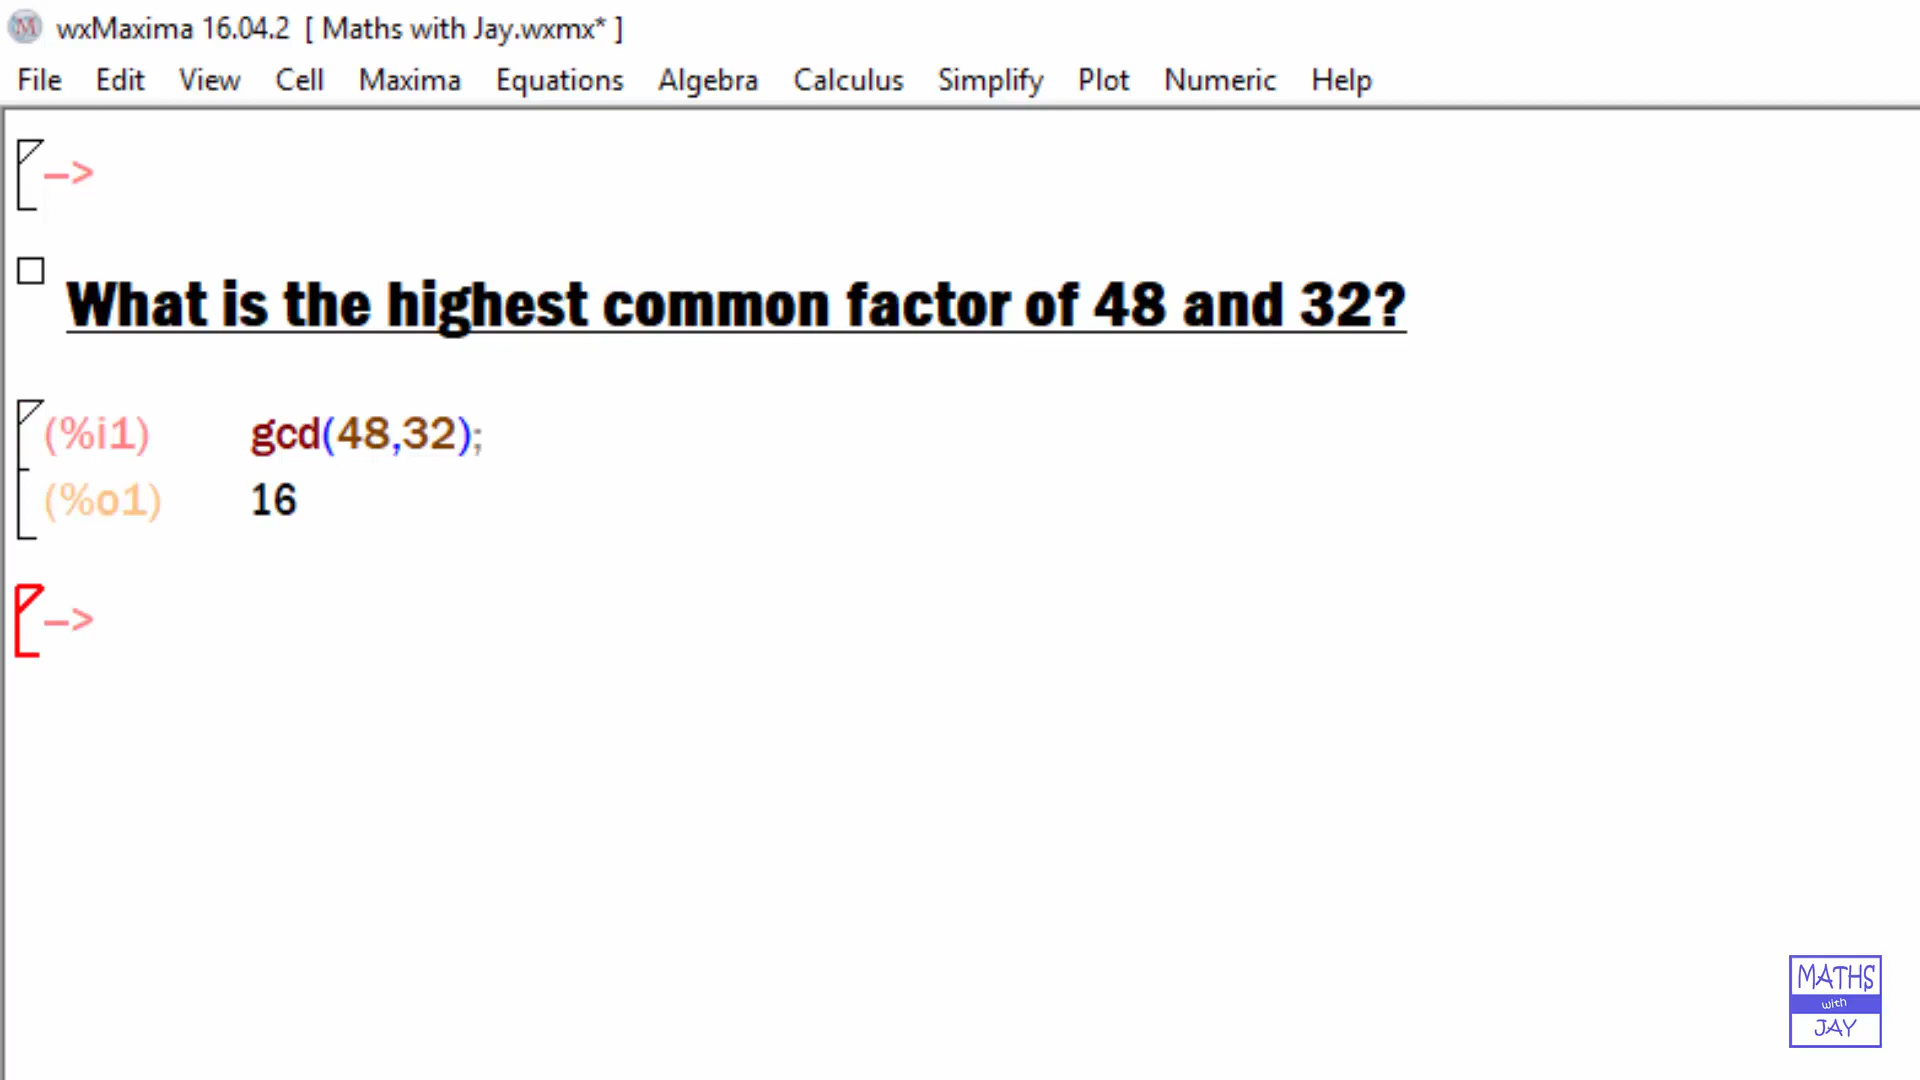 wxMaxima 16.04.2 [ Maths with Jay.wxmx* ]
File Edit View Cell Maxima Equations Algebra Calculus Simplify Plot Numeric Help
-->
What is the highest common factor of 48 and 32?
(%i1) gcd(48,32);
(%o1) 16
-->
MATHS
with
JAY